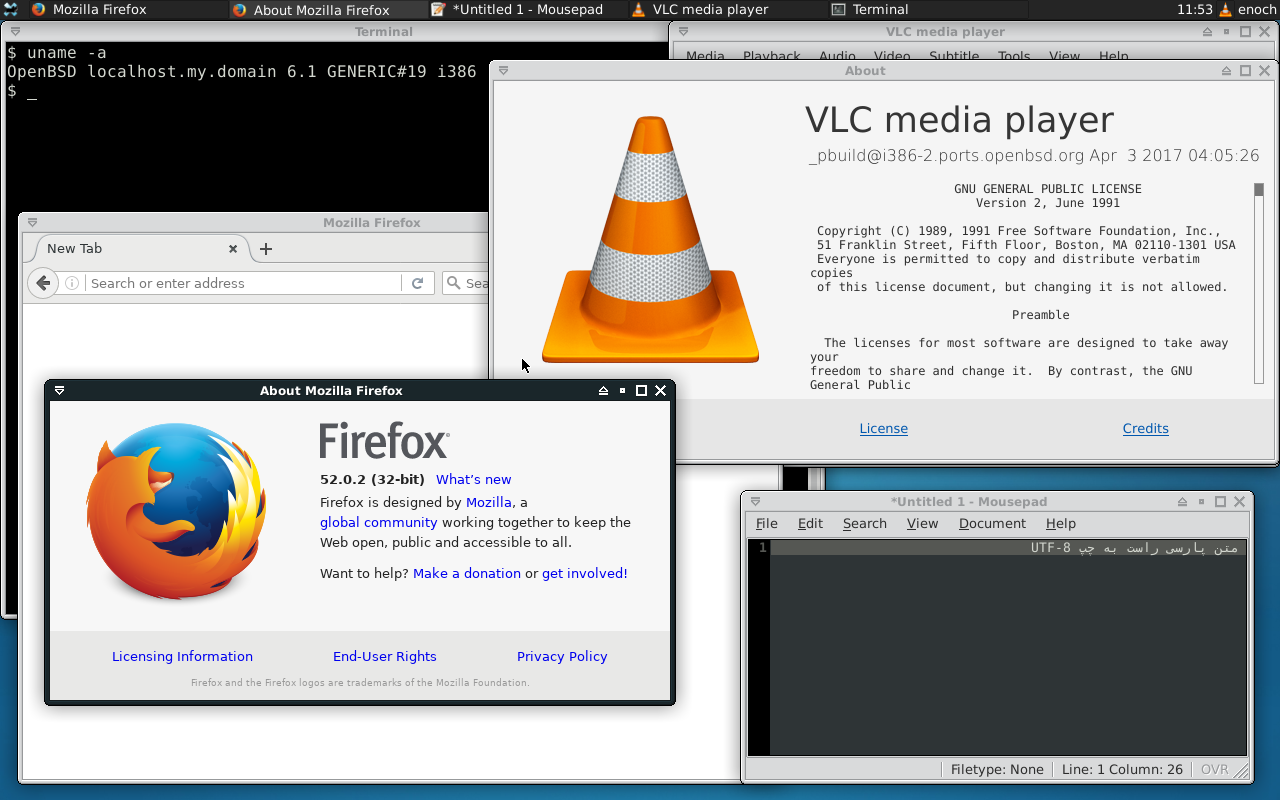 Mozilla Firefox
About Mozilla Firefox
*Untitled 1 - Mousepad
VLC media player
Terminal
11:53
enoch
Terminal
$ uname -a
OpenBSD localhost.my.domain 6.1 GENERIC#19 i386
$ _
VLC media player
Media Playback Audio Video Subtitle Tools View Help
About
VLC media player
_pbuild@i386-2.ports.openbsd.org Apr  3 2017 04:05:26
GNU GENERAL PUBLIC LICENSE
Version 2, June 1991
Copyright (C) 1989, 1991 Free Software Foundation, Inc.,
51 Franklin Street, Fifth Floor, Boston, MA 02110-1301 USA
Everyone is permitted to copy and distribute verbatim
copies
of this license document, but changing it is not allowed.
Preamble
The licenses for most software are designed to take away
your
freedom to share and change it.  By contrast, the GNU
General Public
License
Credits
Mozilla Firefox
New Tab
Search or enter address
Sea
About Mozilla Firefox
Firefox
52.0.2 (32-bit) What's new
Firefox is designed by Mozilla, a
global community working together to keep the
Web open, public and accessible to all.
Want to help? Make a donation or get involved!
Licensing Information
End-User Rights
Privacy Policy
Firefox and the Firefox logos are trademarks of the Mozilla Foundation.
*Untitled 1 - Mousepad
File Edit Search View Document Help
1
متن پارسی راست به چپ UTF-8
Filetype: None
Line: 1 Column: 26
OVR